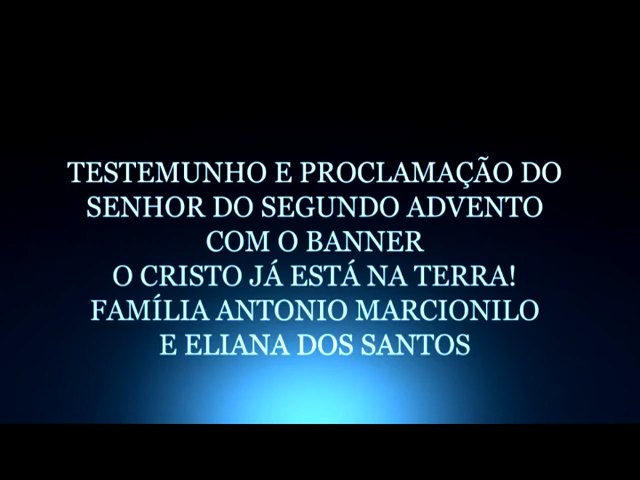 TESTEMUNHO E PROCLAMAÇÃO DO
SENHOR DO SEGUNDO ADVENTO
COM O BANNER
O CRISTO JÁ ESTÁ NA TERRA!
FAMÍLIA ANTONIO MARCIONILO
E ELIANA DOS SANTOS